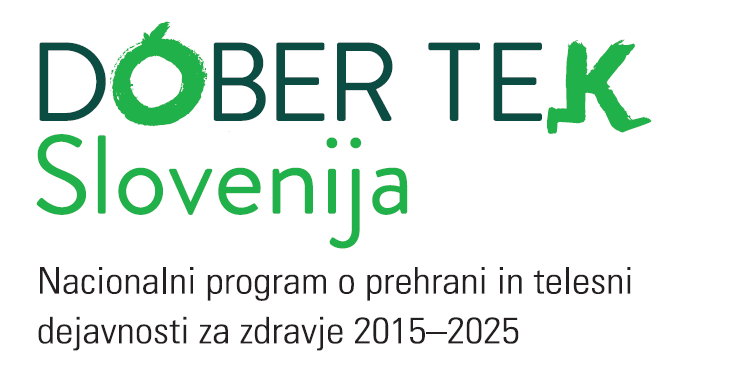 DOBER TEK
Slovenija
Nacionalni program o prehrani in telesni
dejavnosti za zdravje 2015–2025